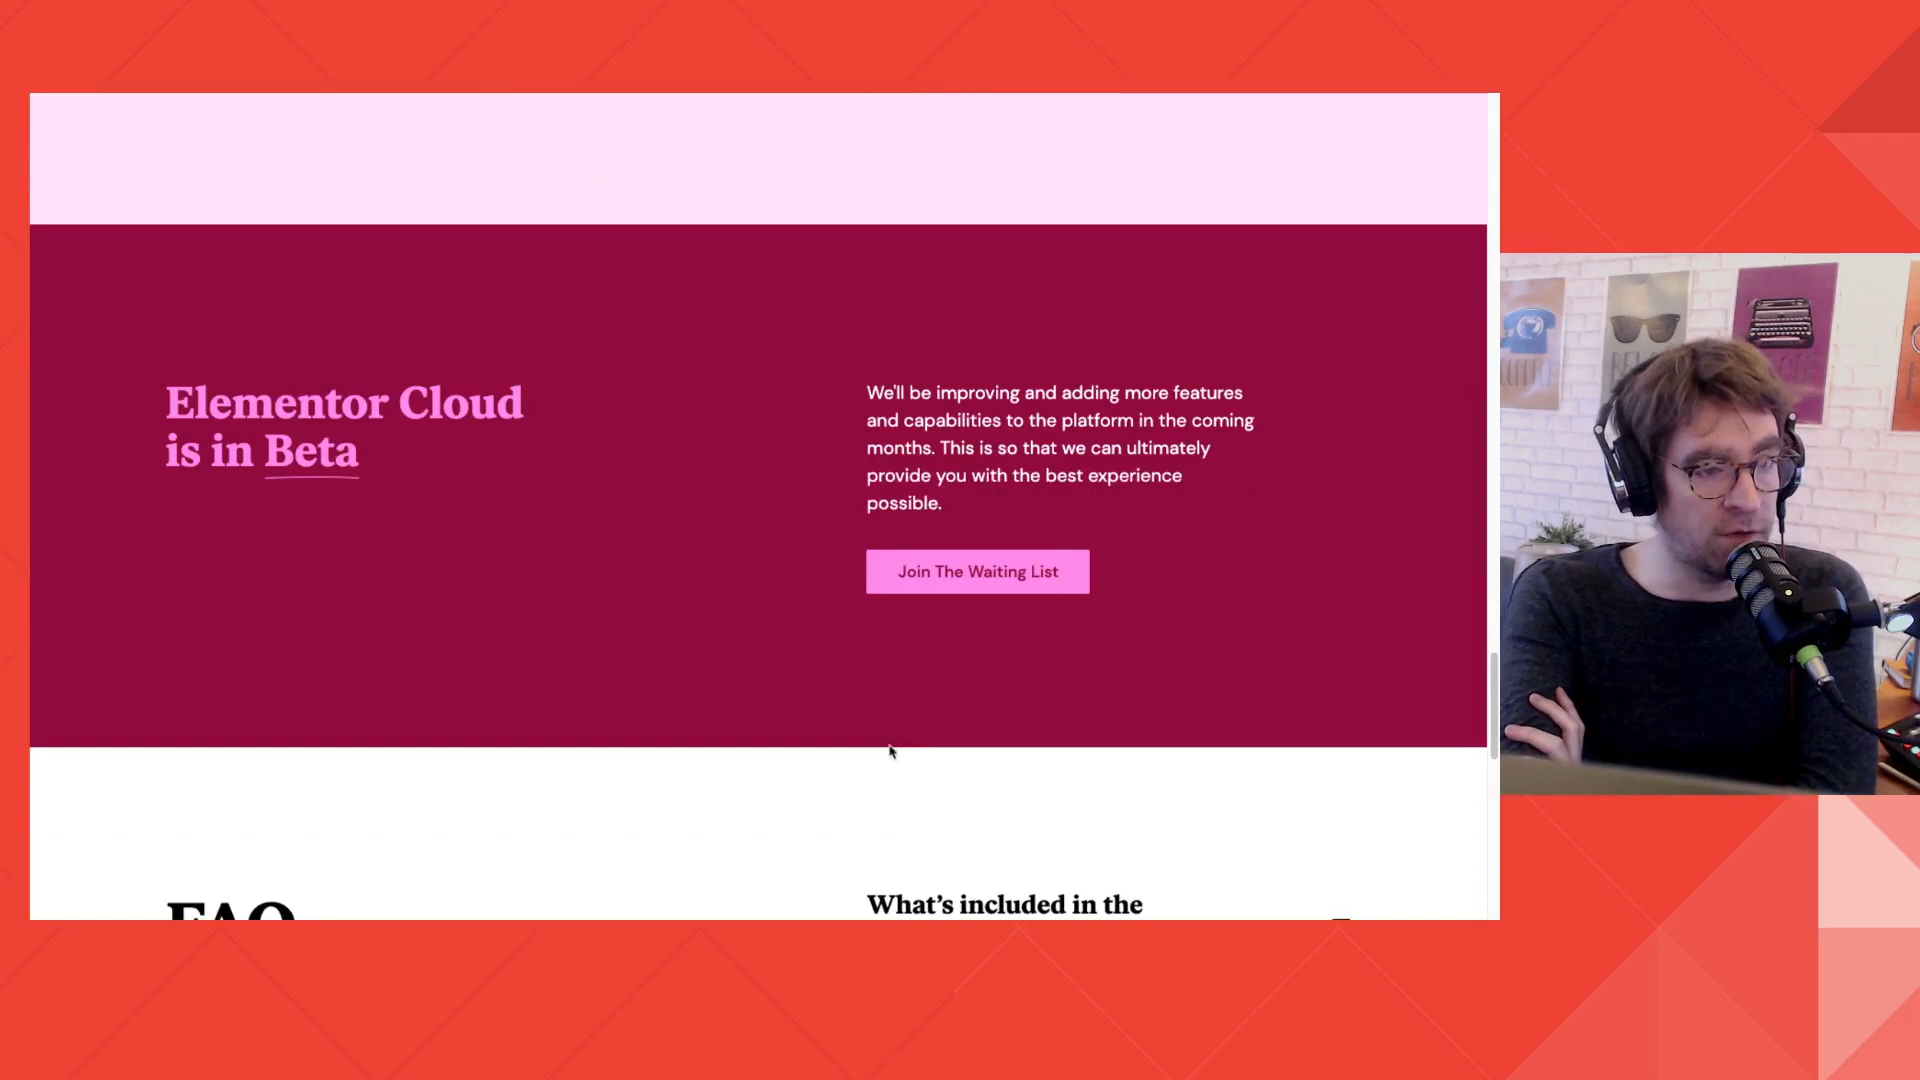 Elementor Cloud
is in Beta
We'll be improving and adding more features
and capabilities to the platform in the coming
months. This is so that we can ultimately
provide you with the best experience
possible.
Join The Waiting List
FAQ
What's included in the